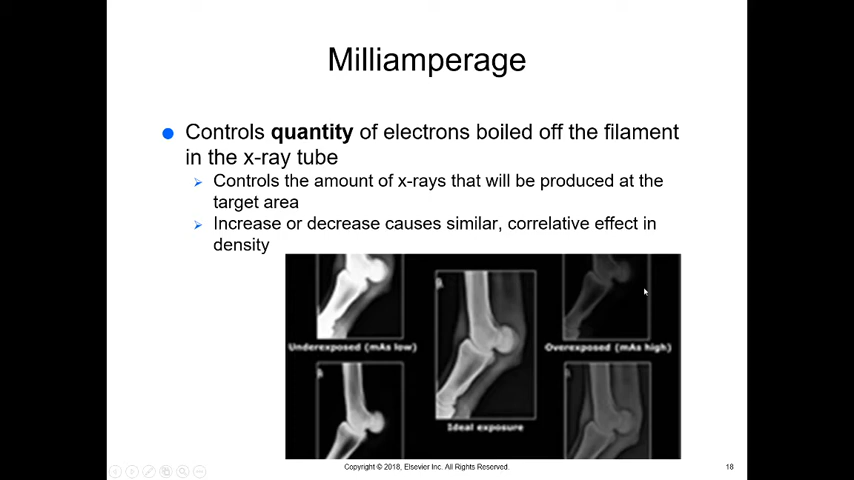 Milliamperage
Controls quantity of electrons boiled off the filament
in the x-ray tube
Controls the amount of x-rays that will be produced at the
target area
Increase or decrease causes similar, correlative effect in
density
Underexposed (mAs low)
Overexposed (mAs high)
Ideal exposure
Copyright © 2018, Elsevier Inc. All Rights Reserved.
18